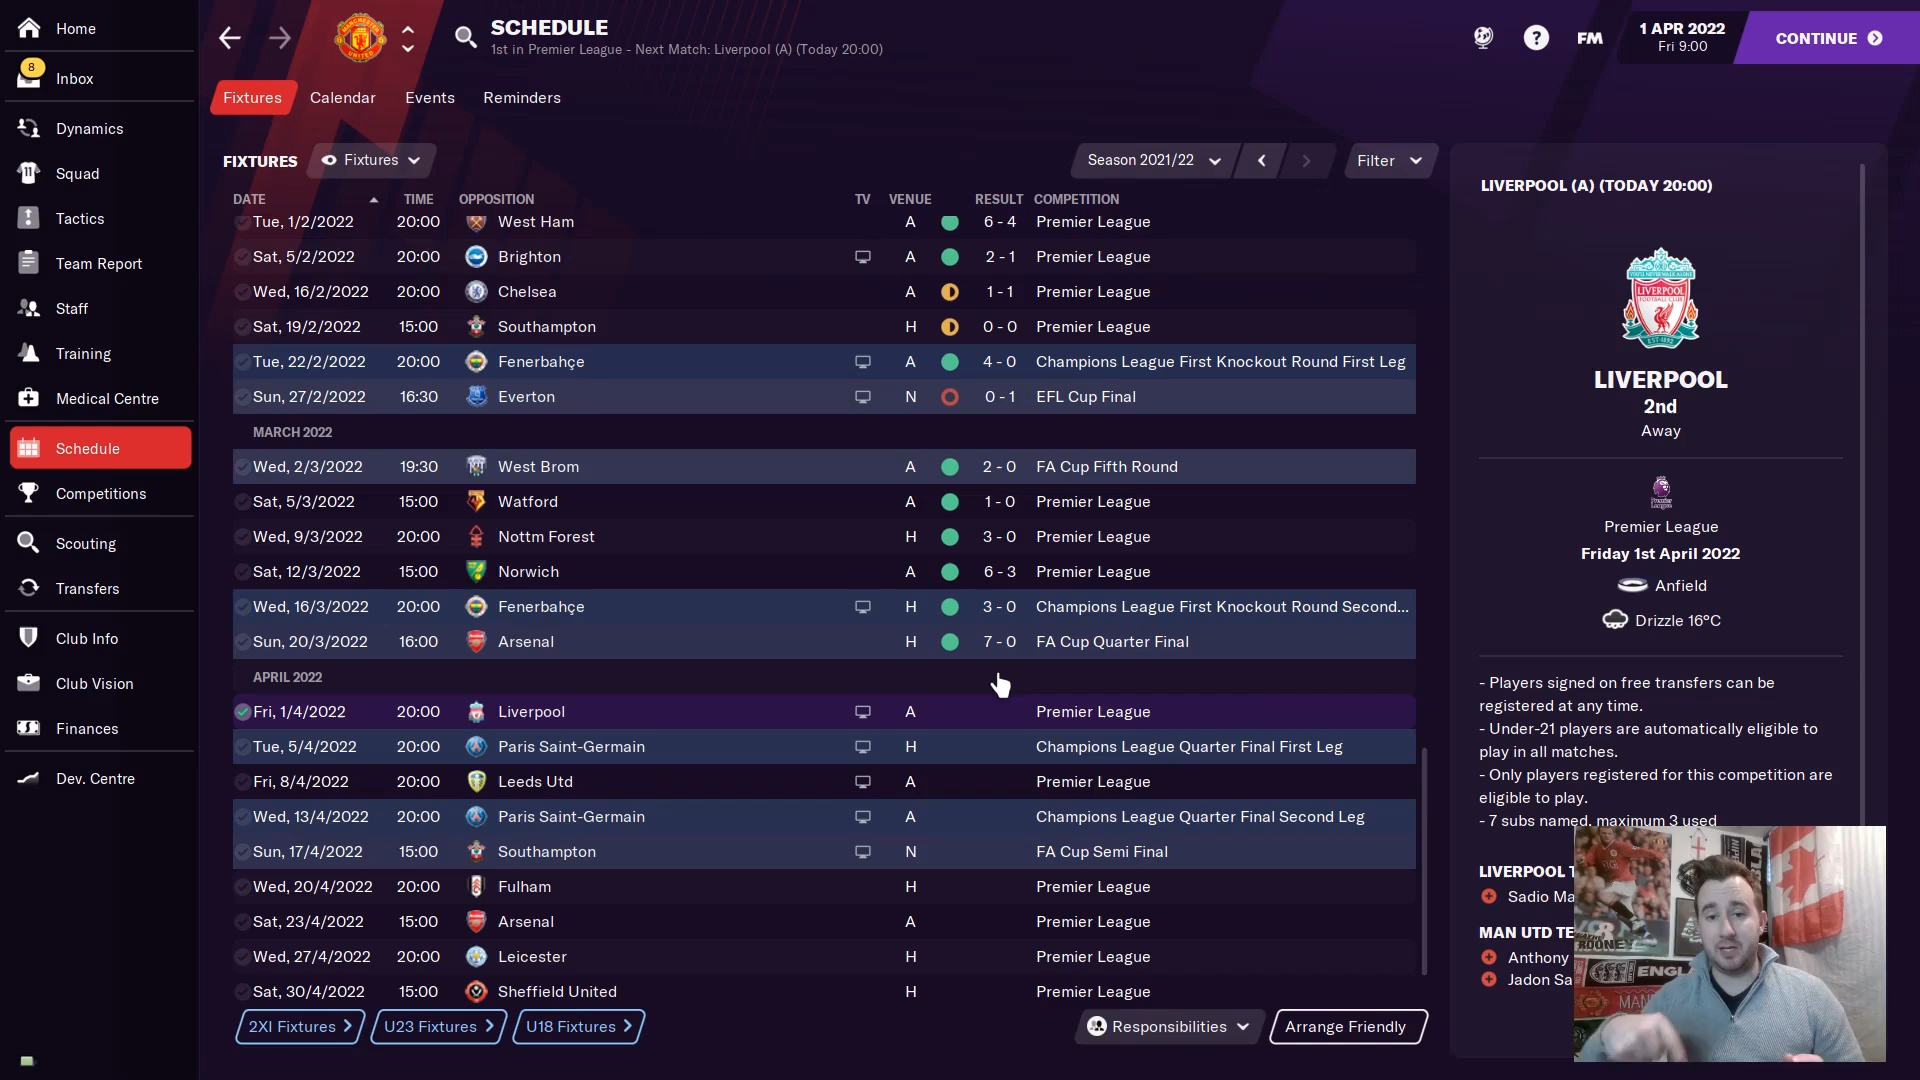 Home
8
Inbox
Dynamics
Squad
Tactics
Team Report
Staff
Training
Medical Centre
Schedule
Competitions
Scouting
Transfers
Club Info
Club Vision
Finances
Dev. Centre
SCHEDULE
1st in Premier League - Next Match: Liverpool (A) (Today 20:00)
FM
1 APR 2022
Fri 9:00
CONTINUE
Fixtures Calendar Events Reminders
FIXTURES Fixtures Season 2021/22 Filter
DATE TIME OPPOSITION TV VENUE RESULT COMPETITION
Tue, 1/2/2022 20:00 West Ham A 6 - 4 Premier League
Sat, 5/2/2022 20:00 Brighton A 2 - 1 Premier League
Wed, 16/2/2022 20:00 Chelsea A 1 - 1 Premier League
Sat, 19/2/2022 15:00 Southampton H 0 - 0 Premier League
Tue, 22/2/2022 20:00 Fenerbahçe A 4 - 0 Champions League First Knockout Round First Leg
Sun, 27/2/2022 16:30 Everton N 0 - 1 EFL Cup Final
MARCH 2022
Wed, 2/3/2022 19:30 West Brom A 2 - 0 FA Cup Fifth Round
Sat, 5/3/2022 15:00 Watford A 1 - 0 Premier League
Wed, 9/3/2022 20:00 Nottm Forest H 3 - 0 Premier League
Sat, 12/3/2022 15:00 Norwich A 6 - 3 Premier League
Wed, 16/3/2022 20:00 Fenerbahçe H 3 - 0 Champions League First Knockout Round Second...
Sun, 20/3/2022 16:00 Arsenal H 7 - 0 FA Cup Quarter Final
APRIL 2022
Fri, 1/4/2022 20:00 Liverpool A Premier League
Tue, 5/4/2022 20:00 Paris Saint-Germain H Champions League Quarter Final First Leg
Fri, 8/4/2022 20:00 Leeds Utd A Premier League
Wed, 13/4/2022 20:00 Paris Saint-Germain A Champions League Quarter Final Second Leg
Sun, 17/4/2022 15:00 Southampton N FA Cup Semi Final
Wed, 20/4/2022 20:00 Fulham H Premier League
Sat, 23/4/2022 15:00 Arsenal A Premier League
Wed, 27/4/2022 20:00 Leicester H Premier League
Sat, 30/4/2022 15:00 Sheffield United H Premier League
2XI Fixtures U23 Fixtures U18 Fixtures Responsibilities Arrange Friendly
LIVERPOOL (A) (TODAY 20:00)
LIVERPOOL
2nd
Away
Premier League
Friday 1st April 2022
Anfield
Drizzle 16°C
- Players signed on free transfers can be
registered at any time.
- Under-21 players are automatically eligible to
play in all matches.
- Only players registered for this competition are
eligible to play.
- 7 subs named, maximum 3 used
LIVERPOOL T
Sadio Ma
MAN UTD TE
Anthony
Jadon Sa
ROONEY
ENGL